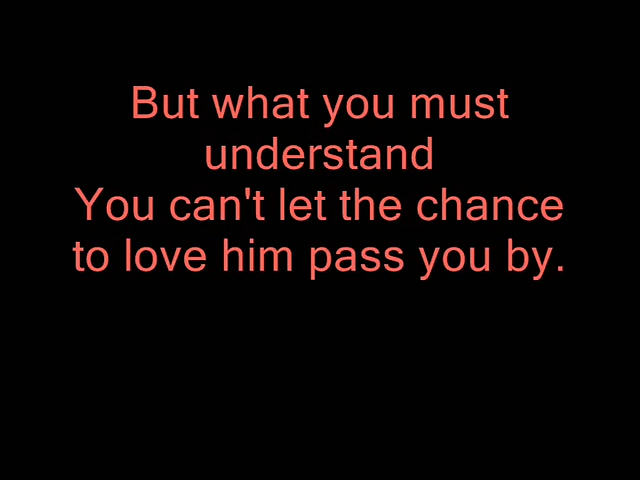 But what you must
understand
You can't let the chance
to love him pass you by.